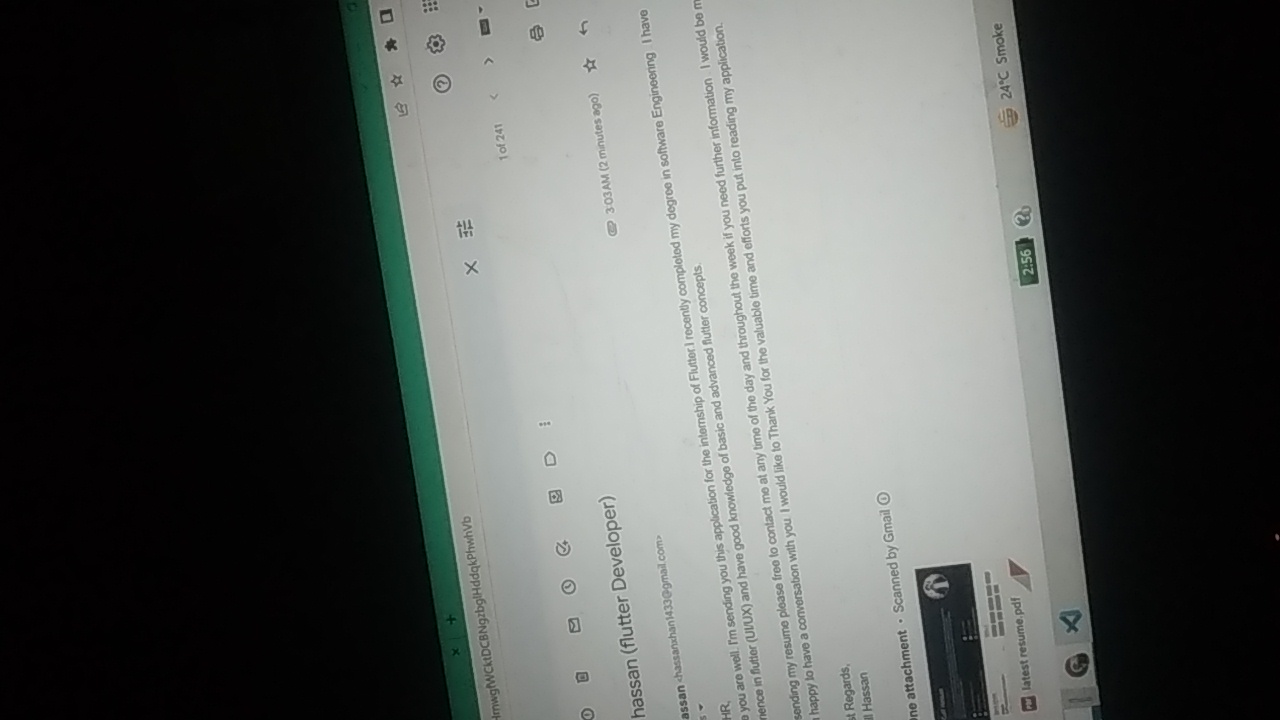 HrnwgfWCktDCBNgzbglHddqkPhwhVb
1 of 241
hassan (flutter Developer)
3:03 AM (2 minutes ago)
assan <hassanxhan1433@gmail.com>
HR,
e you are well. I'm sending you this application for the internship of Flutter.I recently completed my degree in software Engineering . I have
rience in flutter (UI/UX) and have good knowledge of basic and advanced flutter concepts.
sending my resume please free to contact me at any time of the day and throughout the week if you need further information . I would be m
happy to have a conversation with you. I would like to Thank You for the valuable time and efforts you put into reading my application.
st Regards,
ll Hassan
One attachment • Scanned by Gmail
PDF latest resume.pdf
2:56
24°C Smoke